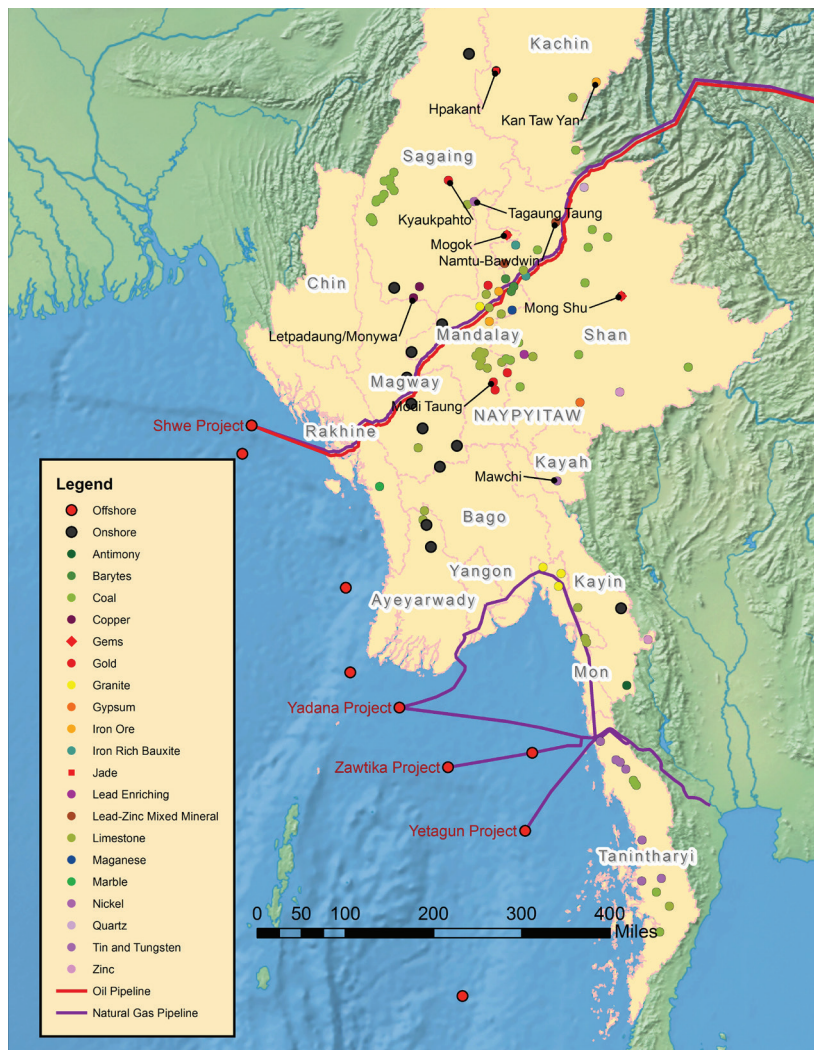 Kachin
Hpakant
Kan Taw Yan
Sagaing
Kyaukpahto
Tagaung Taung
Mogok
Namtu-Bawdwin
Chin
Mong Shu
Letpadaung/Monywa
Mandalay
Shan
Magway
Modi Taung
NAYPYITAW
Shwe Project
Rakhine
Kayah
Mawchi
Bago
Yangon
Kayin
Ayeyarwady
Mon
Yadana Project
Zawtika Project
Yetagun Project
Tanintharyi
0 50 100 200 300 400
Miles
Legend
Offshore
Onshore
Antimony
Barytes
Coal
Copper
Gems
Gold
Granite
Gypsum
Iron Ore
Iron Rich Bauxite
Jade
Lead Enriching
Lead-Zinc Mixed Mineral
Limestone
Maganese
Marble
Nickel
Quartz
Tin and Tungsten
Zinc
Oil Pipeline
Natural Gas Pipeline